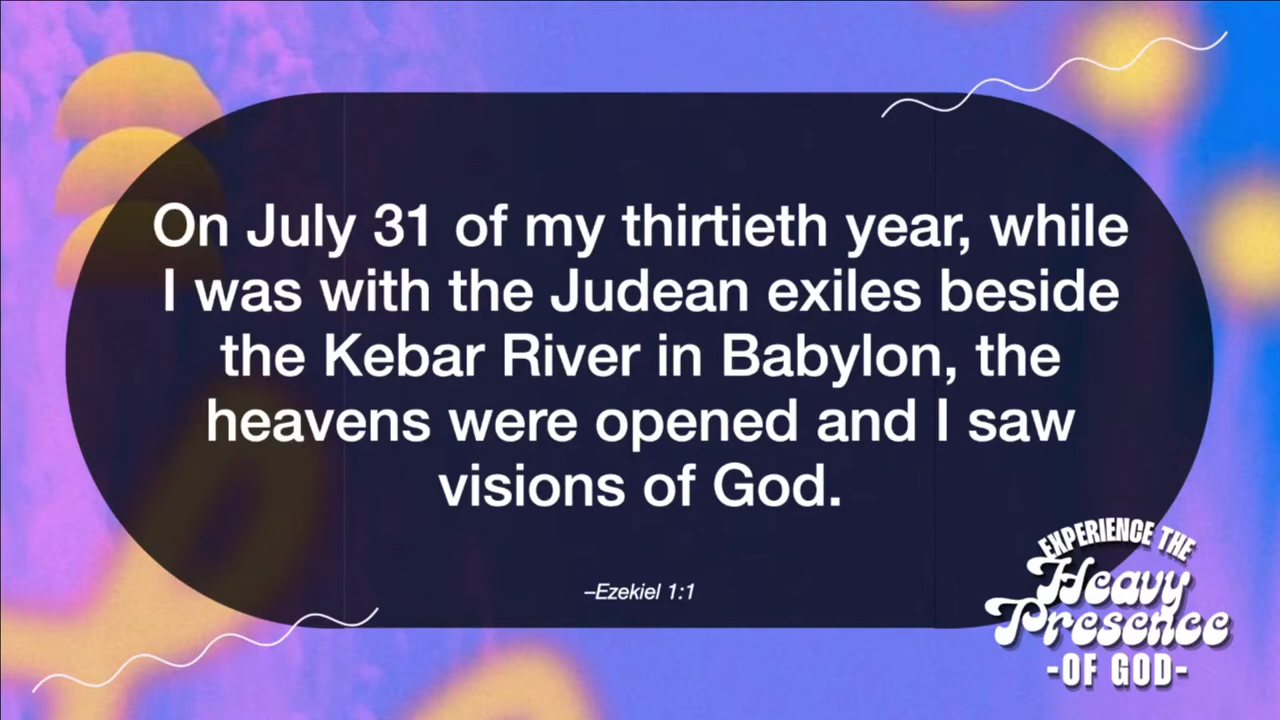 On July 31 of my thirtieth year, while
I was with the Judean exiles beside
the Kebar River in Babylon, the
heavens were opened and I saw
visions of God.
–Ezekiel 1:1
EXPERIENCE THE
Heavy
Presence
-OF GOD-